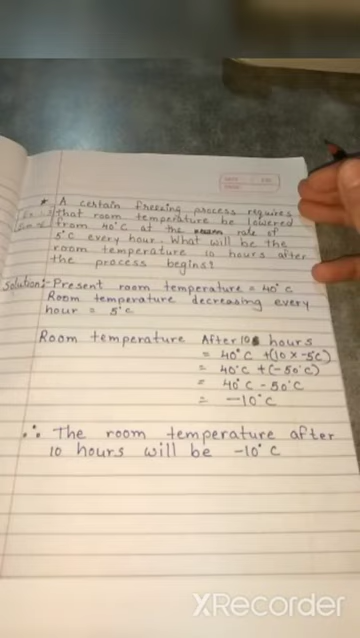 * A certain freezing process requires
that room temperature be lowered
from 40°C at the rate of
5°C every hour. What will be the
room temperature 10 hours after
the process begins?
Solution:- Present room temperature = 40°C
Room temperature decreasing every
hour = 5°C
Room temperature After 10 hours
= 40°C +(10 × -5C)
= 40°C + (-50°C)
= 40°C - 50°C
= -10°C
∴ The room temperature after
10 hours will be -10°C
XRecorder